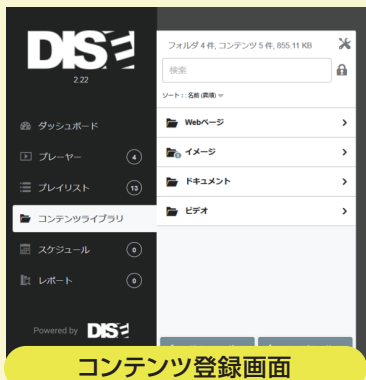 DISE
2.22
ダッシュボード
プレーヤー 4
プレイリスト 13
コンテンツライブラリ
スケジュール 0
レポート 0
Powered by DISE
フォルダ 4 件, コンテンツ 5 件, 855.11 KB
検索
ソート : : 名前 (昇順)
Webページ
イメージ
ドキュメント
ビデオ
コンテンツ登録画面